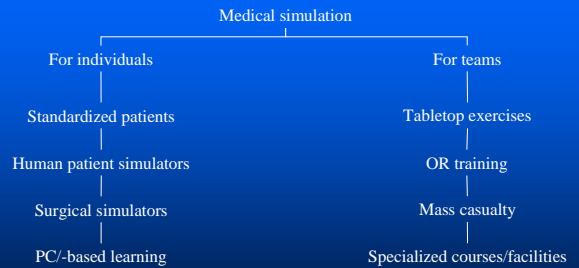 Medical simulation
For individuals
For teams
Standardized patients
Tabletop exercises
Human patient simulators
OR training
Surgical simulators
Mass casualty
PC/-based learning
Specialized courses/facilities